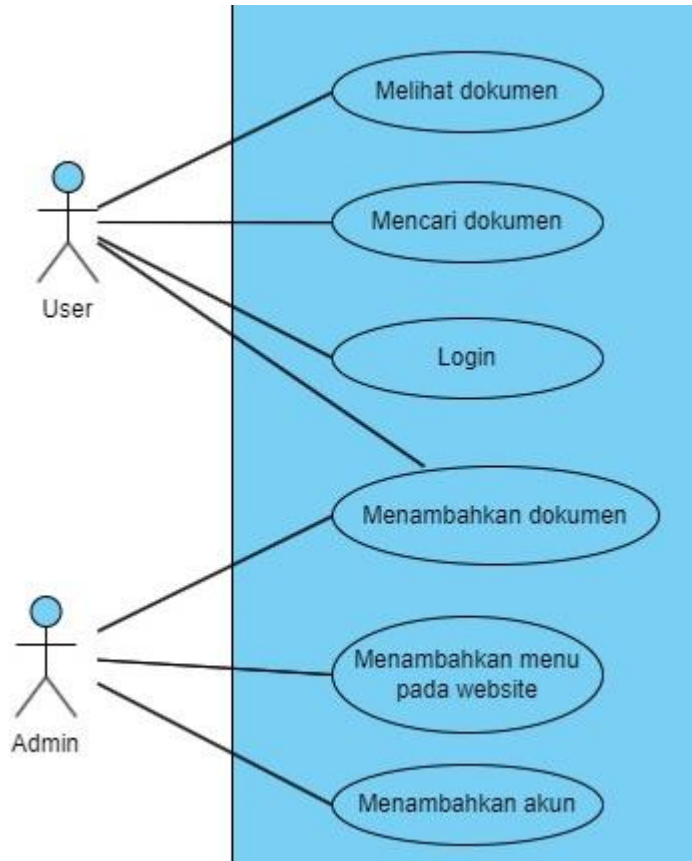 Melihat dokumen
Mencari dokumen
User
Login
Menambahkan dokumen
Menambahkan menu
pada website
Admin
Menambahkan akun